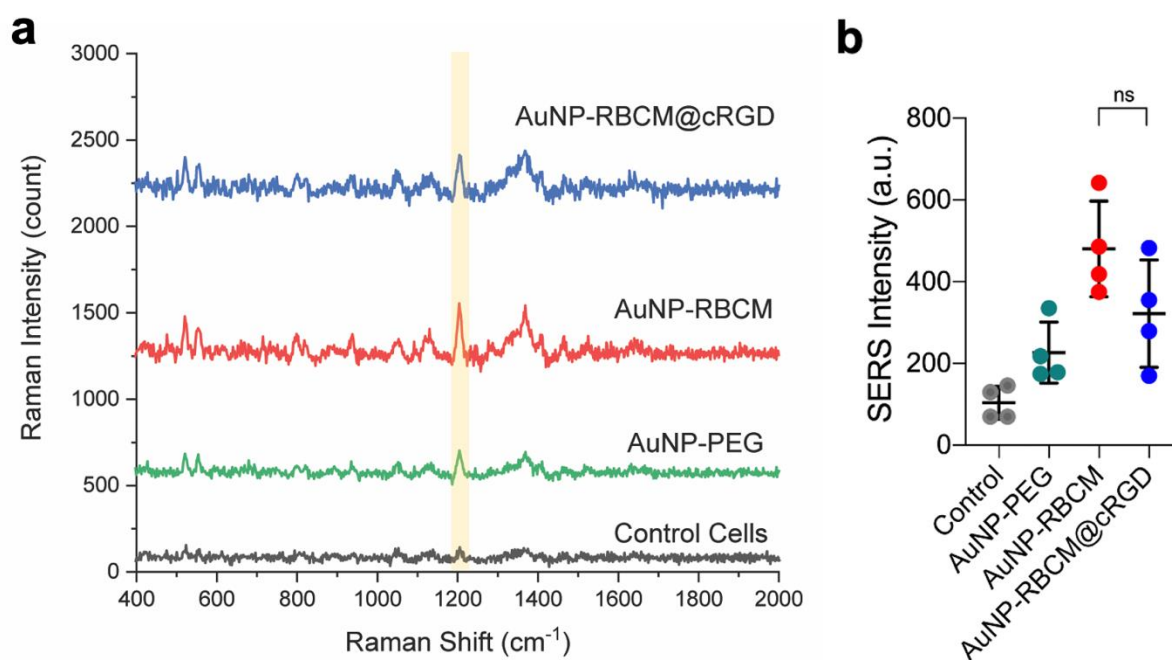 a
3000
2500
2000
1500
1000
500
0
Raman Intensity (count)
AuNP-RBCM@cRGD
AuNP-RBCM
AuNP-PEG
Control Cells
400 600 800 1000 1200 1400 1600 1800 2000
Raman Shift (cm⁻¹)
b
ns
800
600
400
200
0
SERS Intensity (a.u.)
Control
AuNP-PEG
AuNP-RBCM
AuNP-RBCM@cRGD